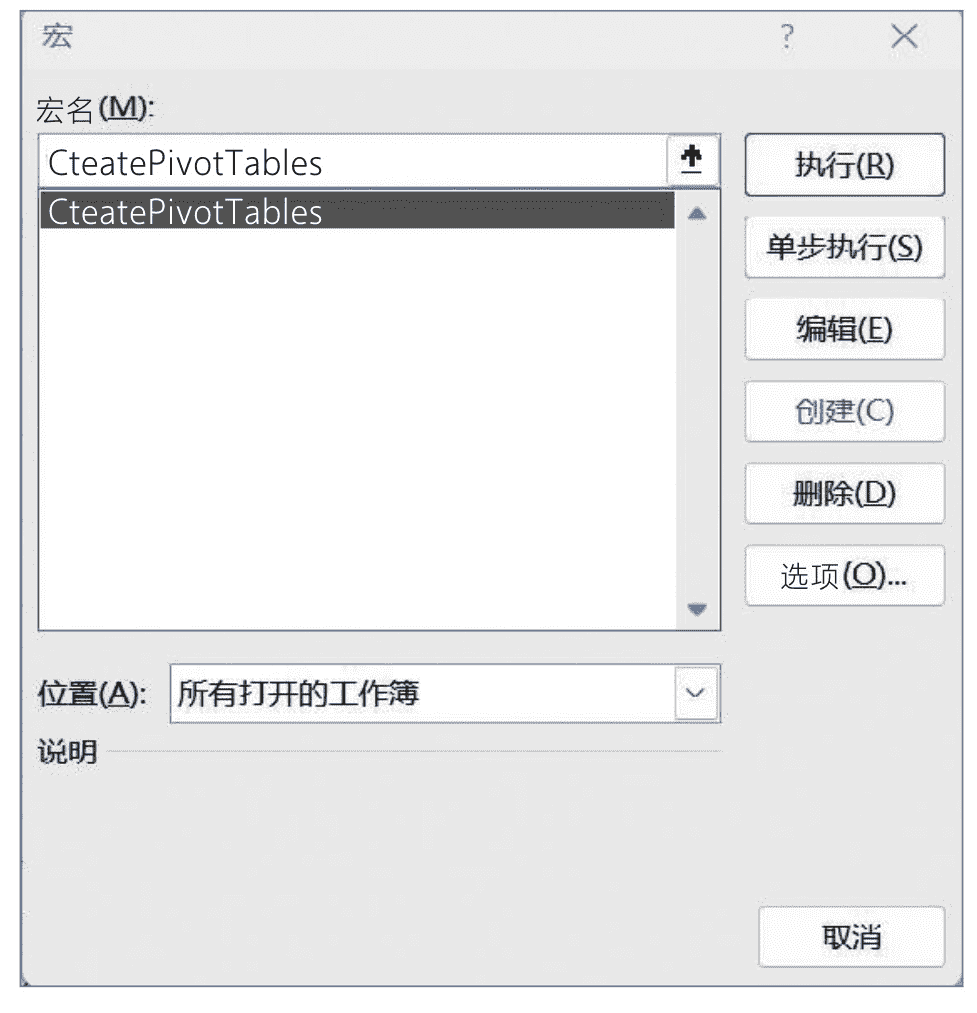 宏
?
宏名(M):
CteatePivotTables
CteatePivotTables
执行(R)
单步执行(S)
编辑(E)
创建(C)
删除(D)
选项(O)...
位置(A):
所有打开的工作簿
说明
取消